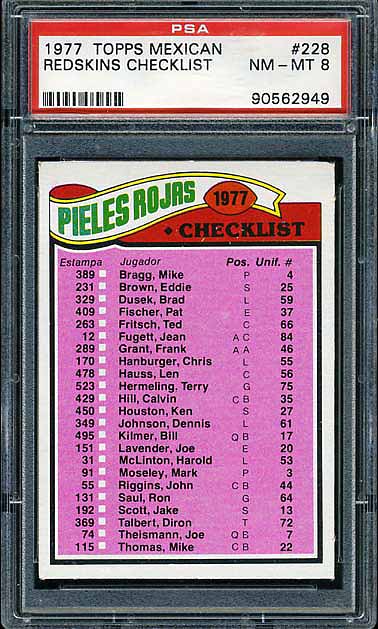 PSA
1977 TOPPS MEXICAN #228
REDSKINS CHECKLIST NM-MT 8
90562949
PIELES ROJAS 1977
CHECKLIST
Estampa Jugador Pos. Unif. #
389 Bragg, Mike P 4
231 Brown, Eddie S 25
329 Dusek, Brad L 59
409 Fischer, Pat E 37
263 Fritsch, Ted C 66
12 Fugett, Jean A C 84
289 Grant, Frank A A 46
170 Hanburger, Chris L 55
478 Hauss, Len C 56
523 Hermeling, Terry G 75
429 Hill, Calvin C B 35
450 Houston, Ken S 27
349 Johnson, Dennis L 61
495 Kilmer, Bill Q B 17
151 Lavender, Joe E 20
31 McLinton, Harold L 53
91 Moseley, Mark P 3
55 Riggins, John C B 44
131 Saul, Ron G 64
192 Scott, Jake S 13
369 Talbert, Diron T 72
74 Theismann, Joe Q B 7
115 Thomas, Mike C B 22